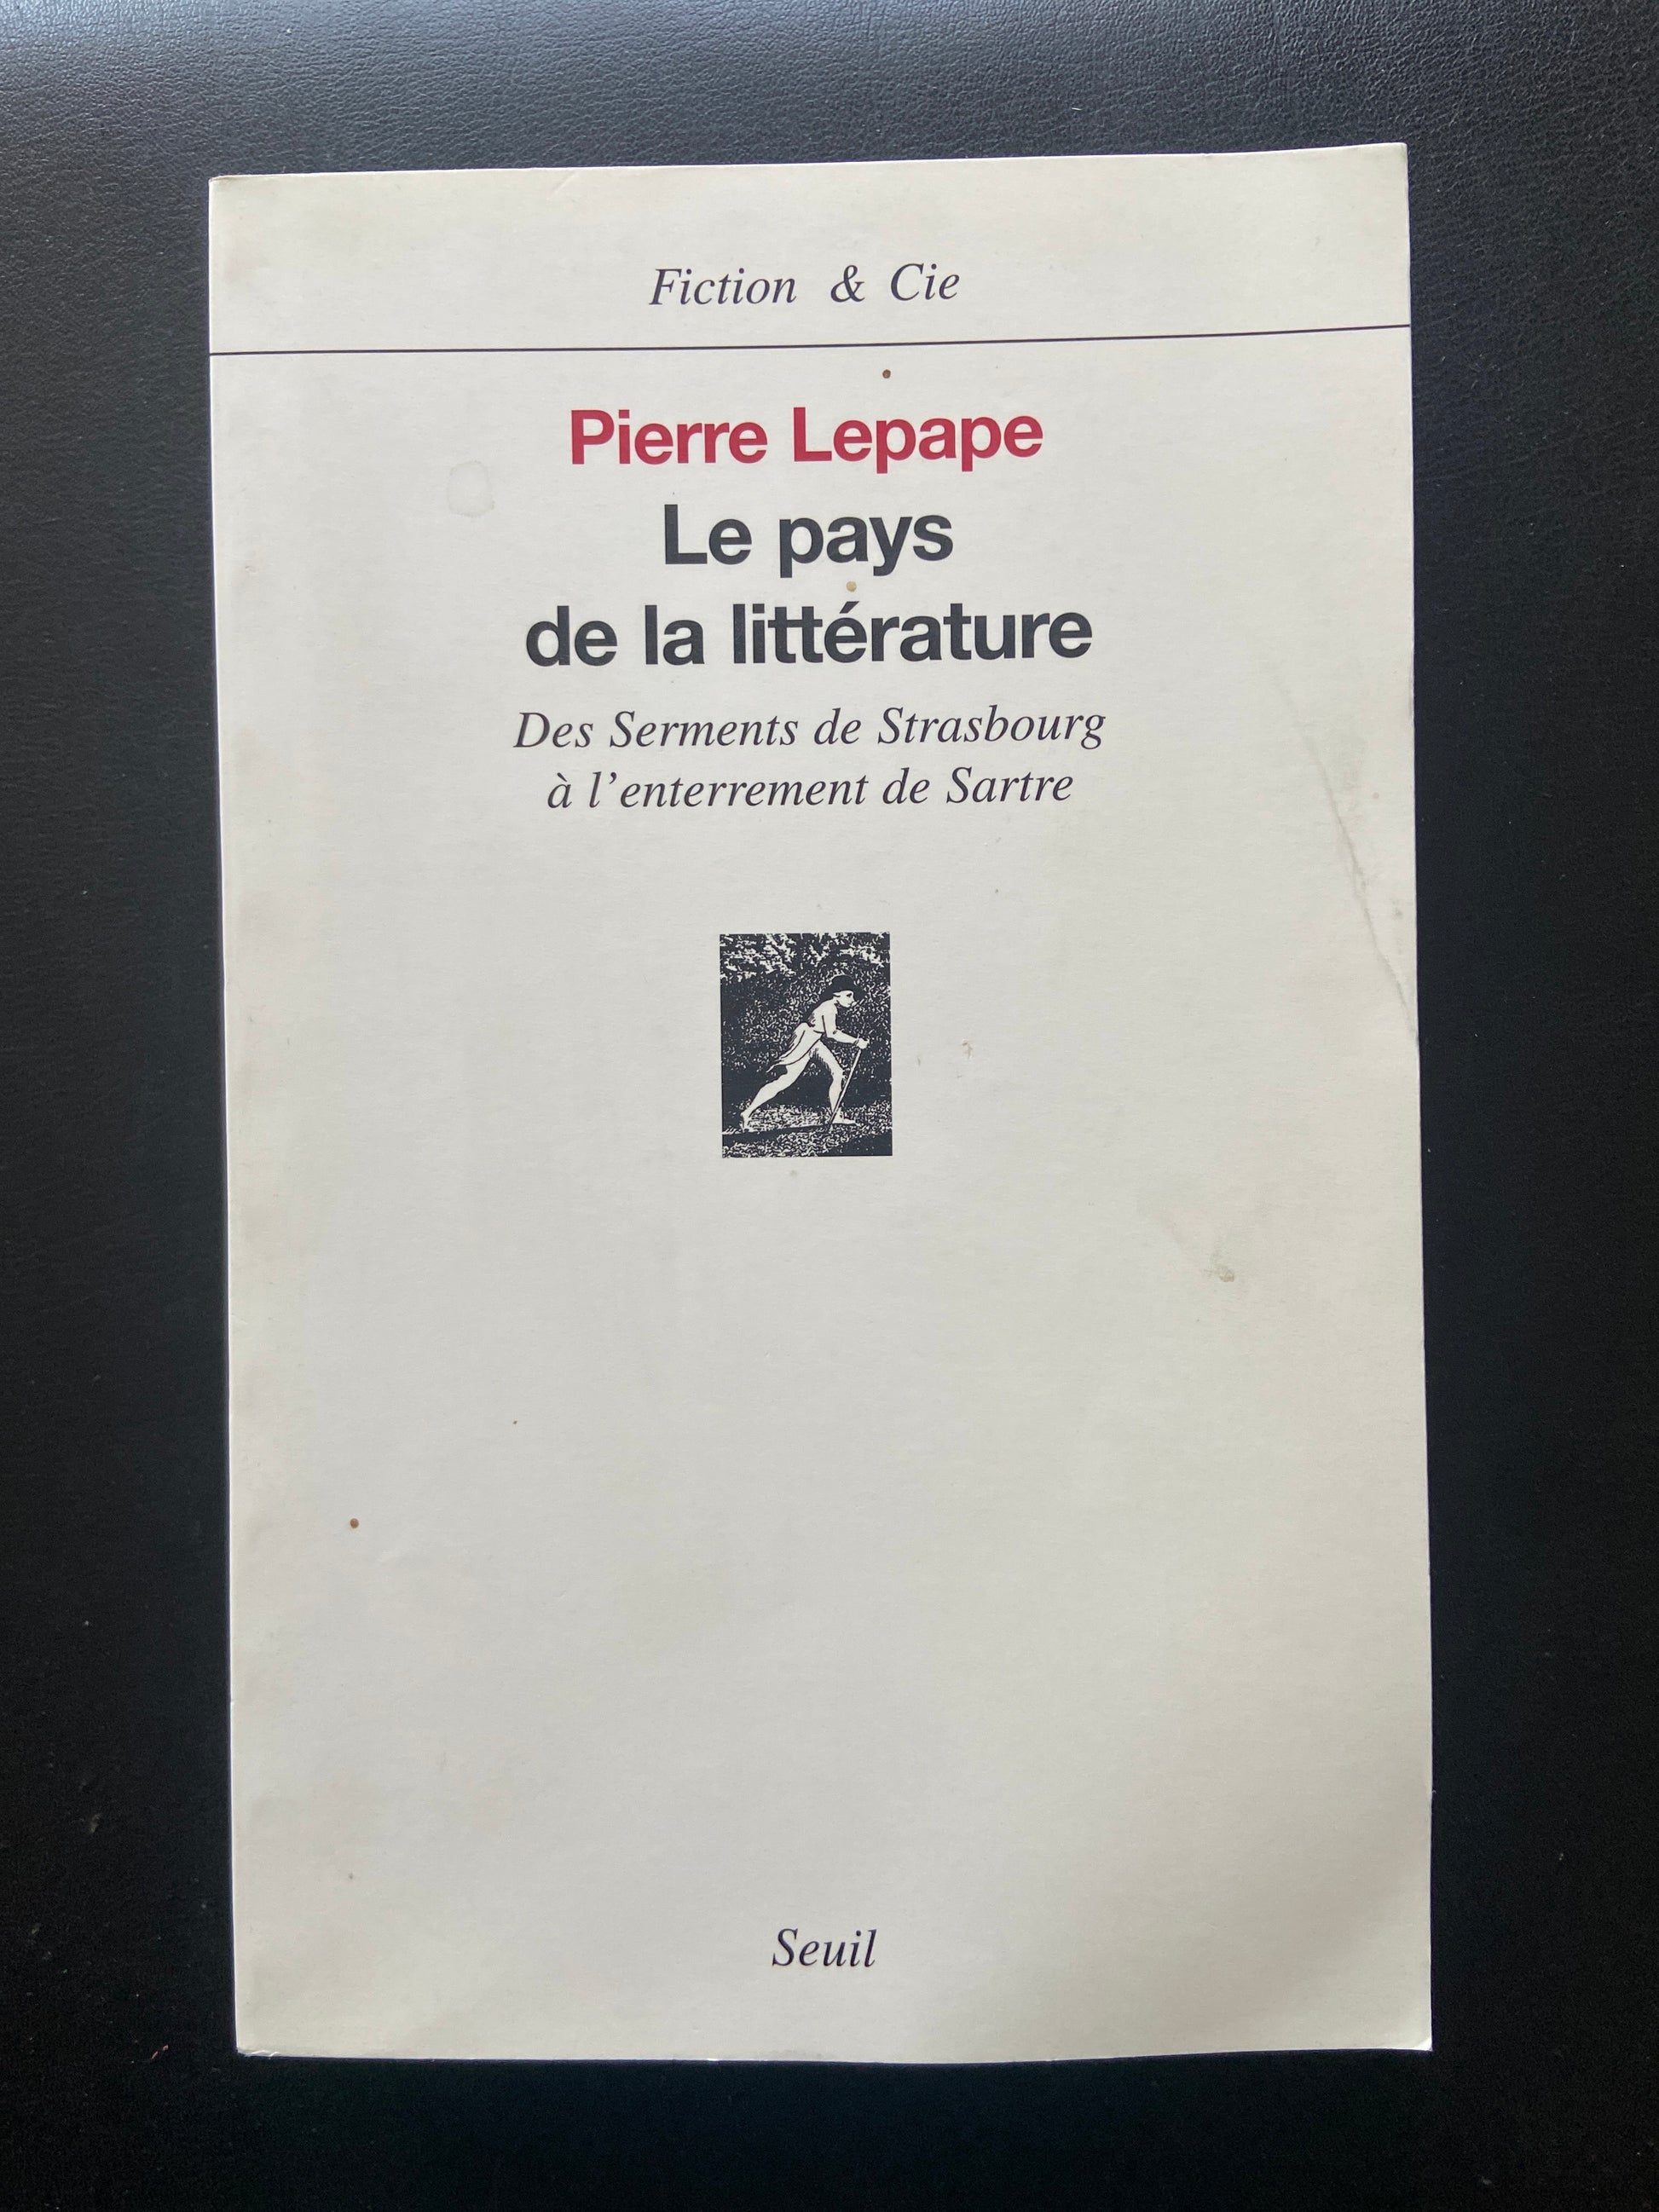 Fiction & Cie
Pierre Lepape
Le pays
de la littérature
Des Serments de Strasbourg
à l'enterrement de Sartre
Seuil